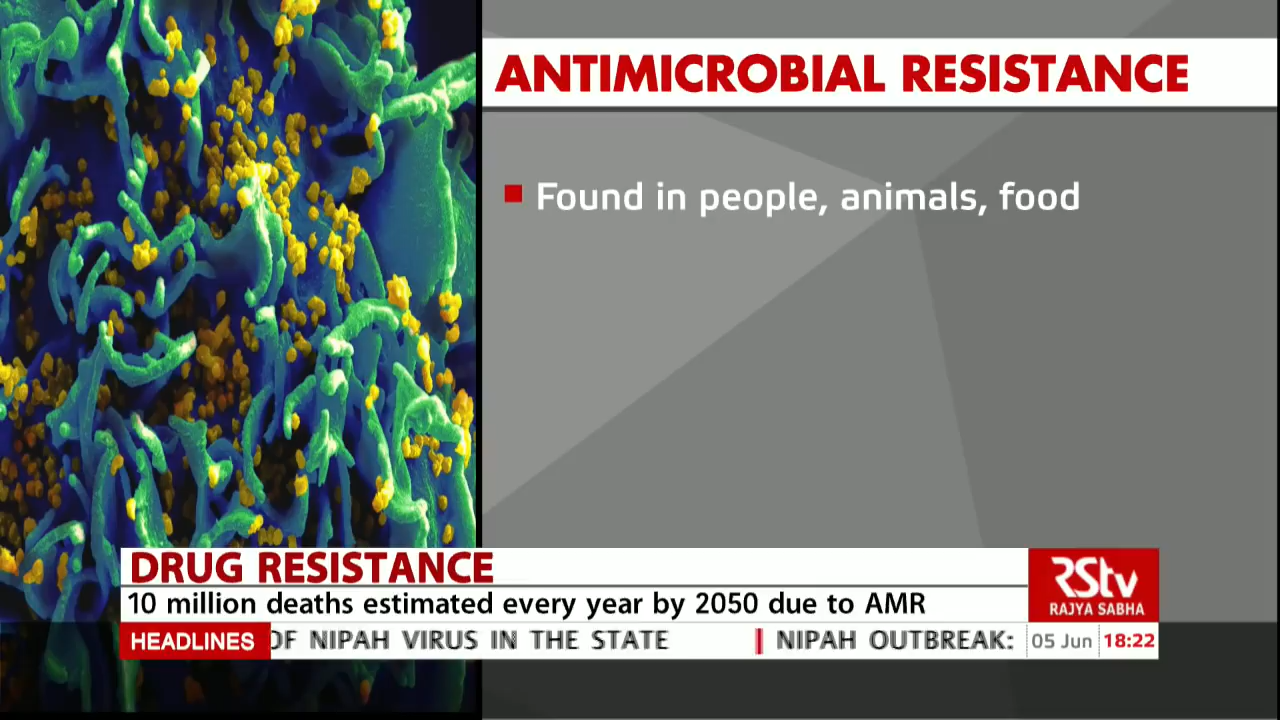 ANTIMICROBIAL RESISTANCE
Found in people, animals, food
DRUG RESISTANCE
10 million deaths estimated every year by 2050 due to AMR
RStv
RAJYA SABHA
HEADLINES OF NIPAH VIRUS IN THE STATE NIPAH OUTBREAK: 05 Jun 18:22